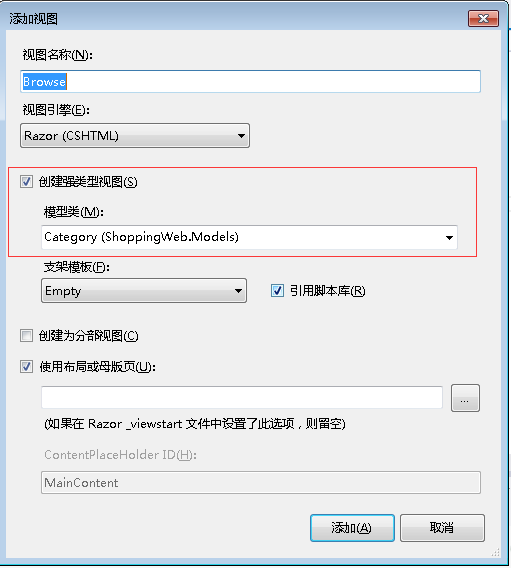 添加视图
视图名称(N):
Browse
视图引擎(E):
Razor (CSHTML)
创建强类型视图(S)
模型类(M):
Category (ShoppingWeb.Models)
支架模板(F):
Empty
引用脚本库(R)
创建为分部视图(C)
使用布局或母版页(U):
...
(如果在 Razor _viewstart 文件中设置了此选项，则留空)
ContentPlaceHolder ID(H):
MainContent
添加(A)
取消